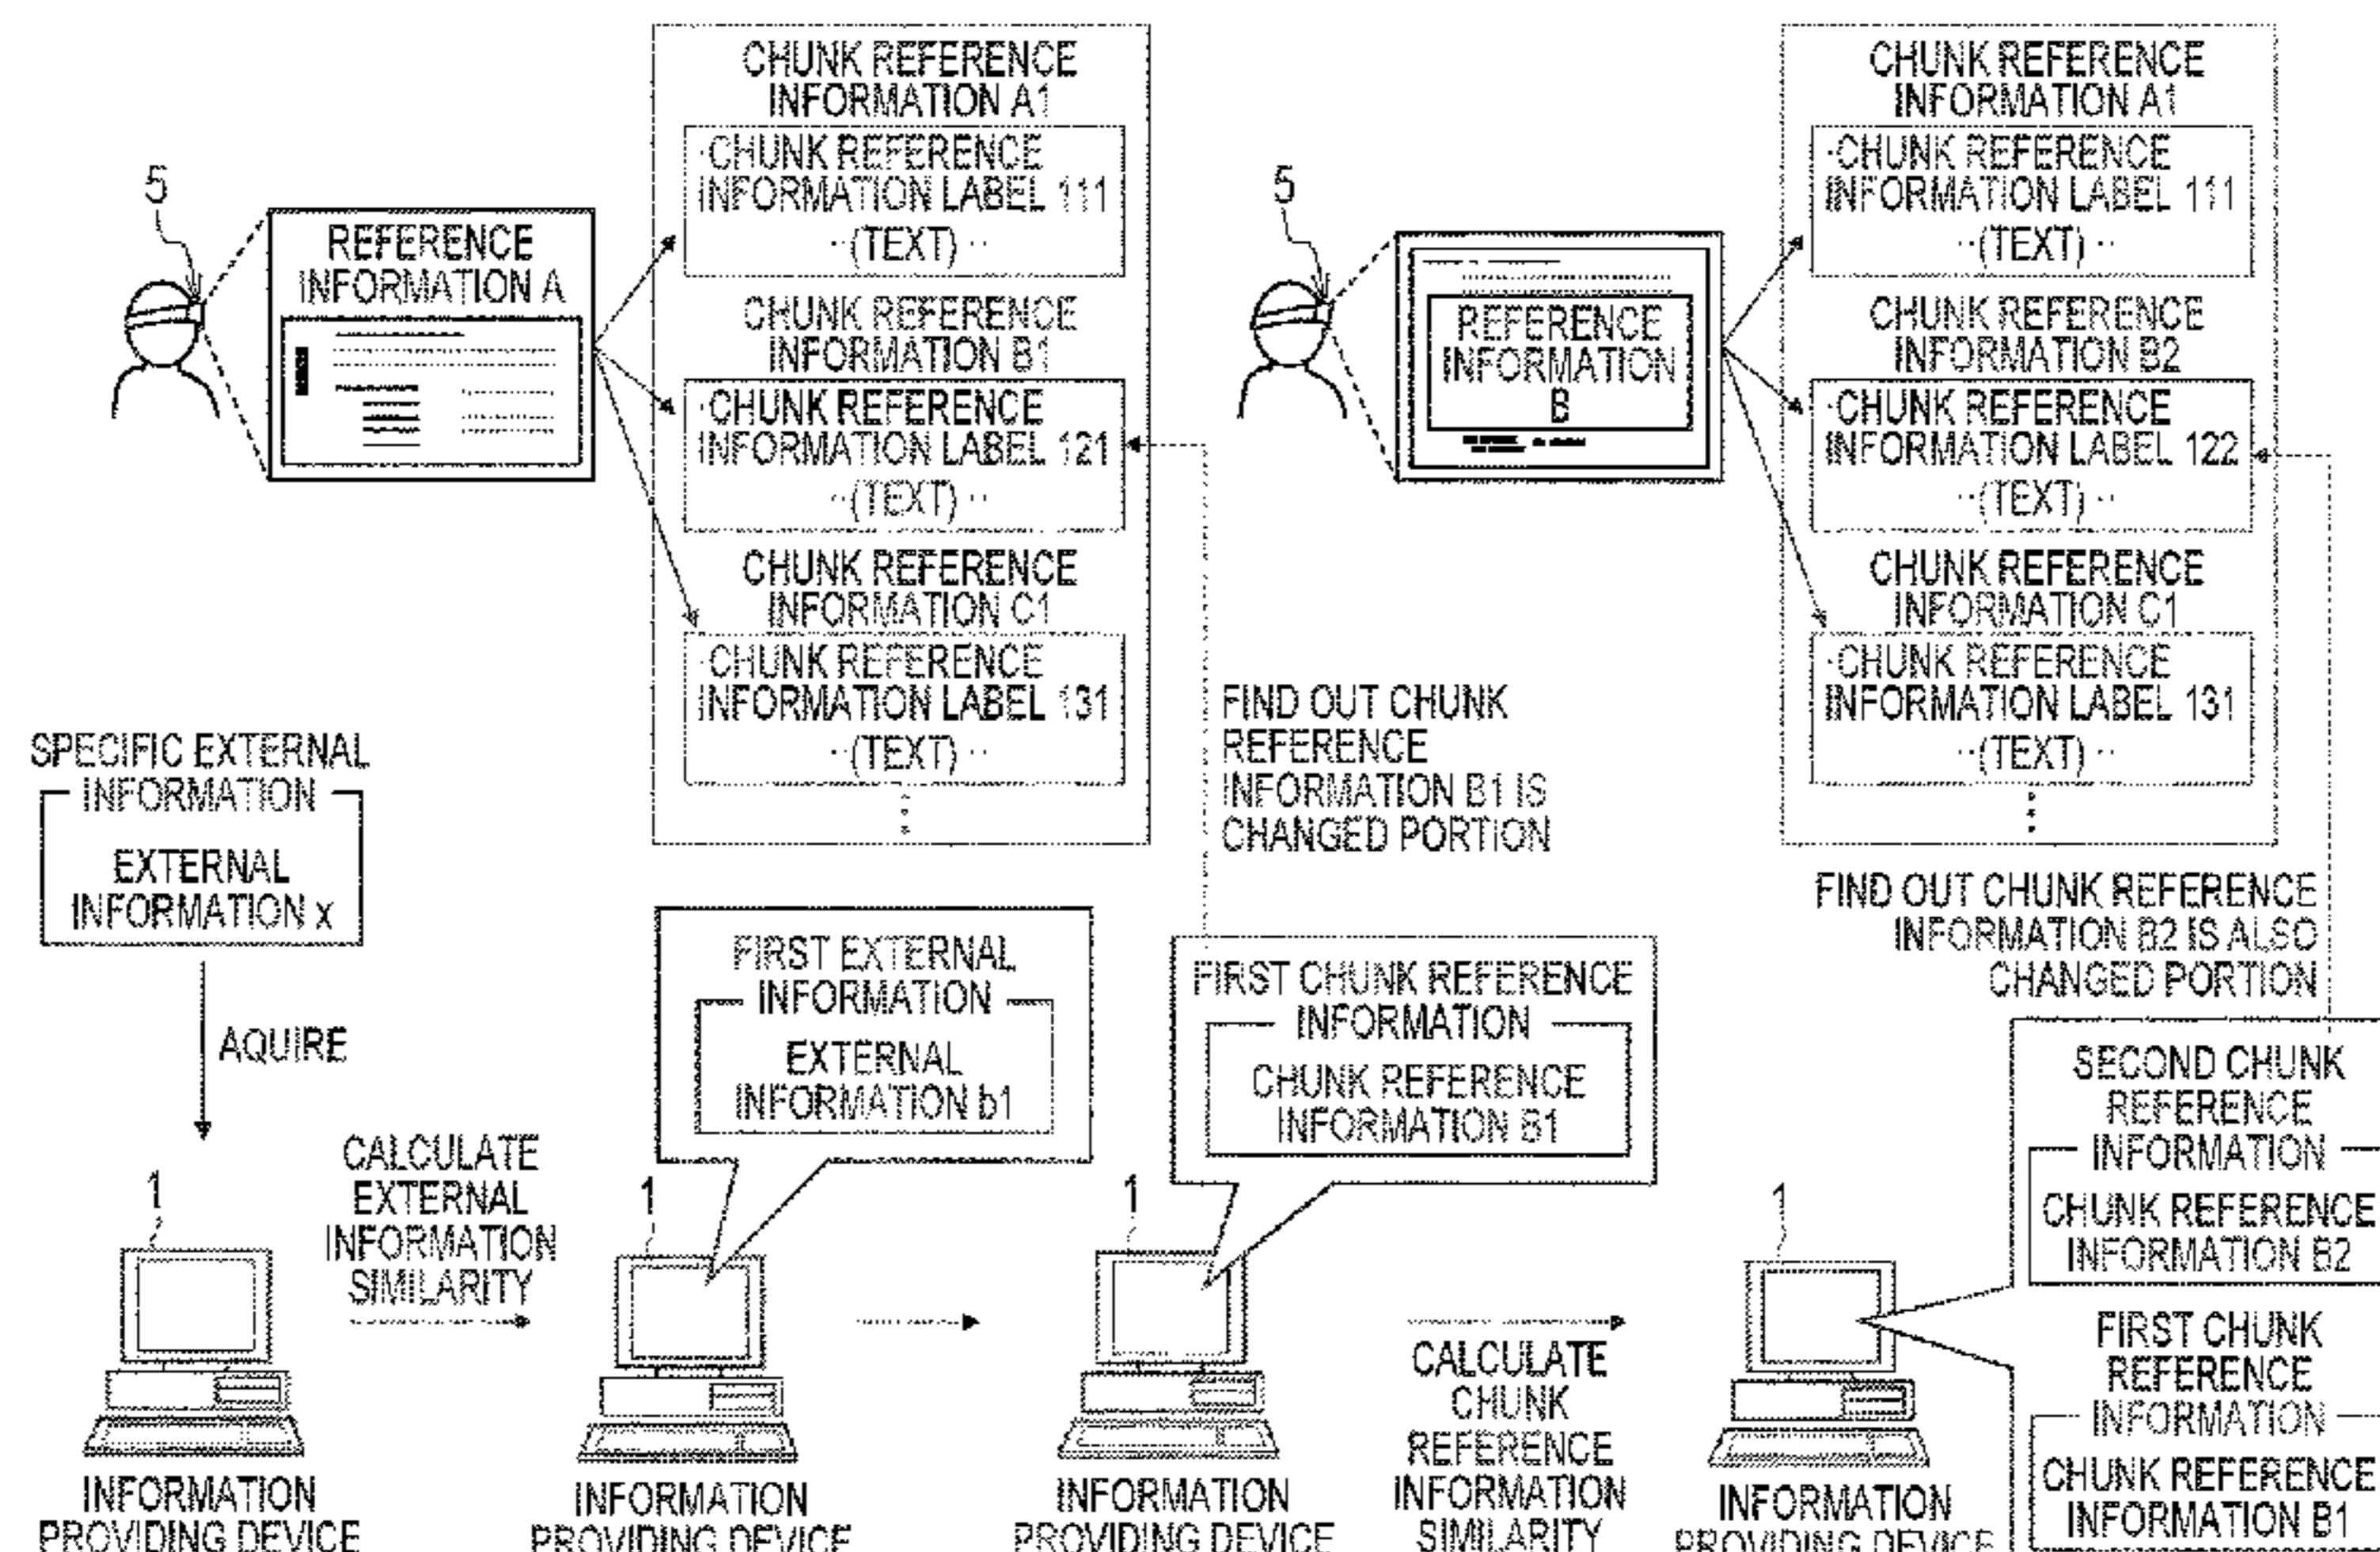 5
REFERENCE
INFORMATION A
CHUNK REFERENCE
INFORMATION A1
·CHUNK REFERENCE
INFORMATION LABEL 111
··(TEXT)··
CHUNK REFERENCE
INFORMATION B1
·CHUNK REFERENCE
INFORMATION LABEL 121
··(TEXT)··
CHUNK REFERENCE
INFORMATION C1
·CHUNK REFERENCE
INFORMATION LABEL 131
··(TEXT)··
5
REFERENCE
INFORMATION
B
CHUNK REFERENCE
INFORMATION A1
·CHUNK REFERENCE
INFORMATION LABEL 111
··(TEXT)··
CHUNK REFERENCE
INFORMATION B2
·CHUNK REFERENCE
INFORMATION LABEL 122
··(TEXT)··
CHUNK REFERENCE
INFORMATION C1
·CHUNK REFERENCE
INFORMATION LABEL 131
··(TEXT)··
FIND OUT CHUNK
REFERENCE
INFORMATION B1 IS
CHANGED PORTION
FIND OUT CHUNK REFERENCE
INFORMATION B2 IS ALSO
CHANGED PORTION
SPECIFIC EXTERNAL
INFORMATION
EXTERNAL
INFORMATION x
AQUIRE
1
INFORMATION
PROVIDING DEVICE
CALCULATE
EXTERNAL
INFORMATION
SIMILARITY
FIRST EXTERNAL
INFORMATION
EXTERNAL
INFORMATION b1
1
INFORMATION
PROVIDING DEVICE
FIRST CHUNK REFERENCE
INFORMATION
CHUNK REFERENCE
INFORMATION B1
1
INFORMATION
PROVIDING DEVICE
CALCULATE
CHUNK
REFERENCE
INFORMATION
SIMILARITY
1
INFORMATION
PROVIDING DEVICE
SECOND CHUNK
REFERENCE
INFORMATION
CHUNK REFERENCE
INFORMATION B2
FIRST CHUNK
REFERENCE
INFORMATION
CHUNK REFERENCE
INFORMATION B1